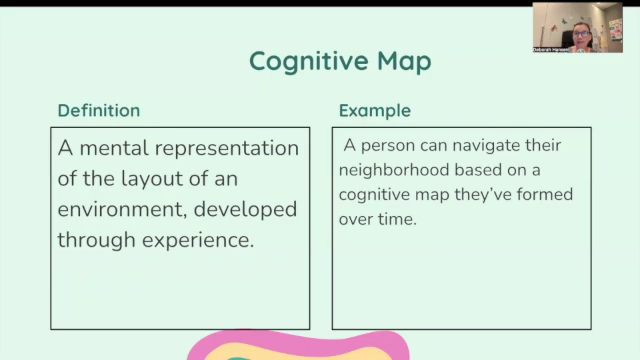 Cognitive Map
Definition
A mental representation
of the layout of an
environment, developed
through experience.
Example
A person can navigate their
neighborhood based on a
cognitive map they've formed
over time.
Deborah Hansen